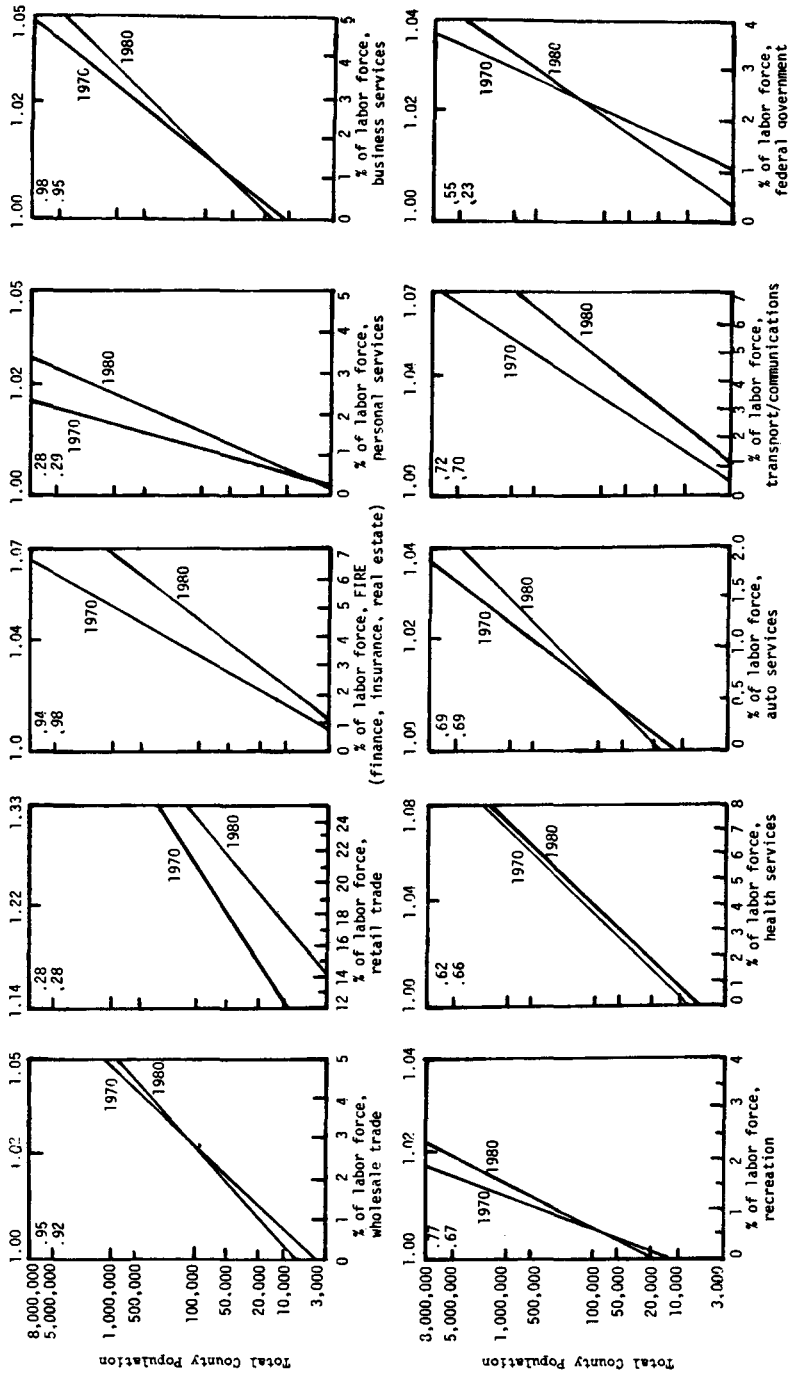 Total County Population
8,000,000
5,000,000
1,000,000
500,000
100,000
50,000
20,000
10,000
3,000
1.00 1.02 1.05
.95
.92
1970
1980
0 1 2 3 4 5
% of labor force,
wholesale trade
1.14 1.22 1.33
.28
.28
1970
1980
12 14 16 18 20 22 24
% of labor force,
retail trade
1.0 1.04 1.07
.94
.98
1970
1980
0 1 2 3 4 5 6 7
% of labor force, FIRE
(finance, insurance, real estate)
1.00 1.02 1.05
.28
.29
1970
1980
0 1 2 3 4 5
% of labor force,
personal services
1.00 1.02 1.05
.98
.95
1970
1980
0 1 2 3 4 5
% of labor force,
business services
Total County Population
3,000,000
5,000,000
1,000,000
500,000
100,000
50,000
20,000
10,000
3,000
1.00 1.02 1.04
.77
.67
1970
1980
0 1 2 3 4
% of labor force,
recreation
1.00 1.04 1.08
.62
.66
1970
1980
0 1 2 3 4 5 6 7 8
% of labor force,
health services
1.00 1.02 1.04
.69
.69
1970
1980
0 0.5 1.0 1.5 2.0
% of labor force,
auto services
1.00 1.04 1.07
.72
.70
1970
1980
0 1 2 3 4 5 6 7
% of labor force,
transport/communications
1.00 1.02 1.04
.55
.23
1970
1980
0 1 2 3 4
% of labor force,
federal government